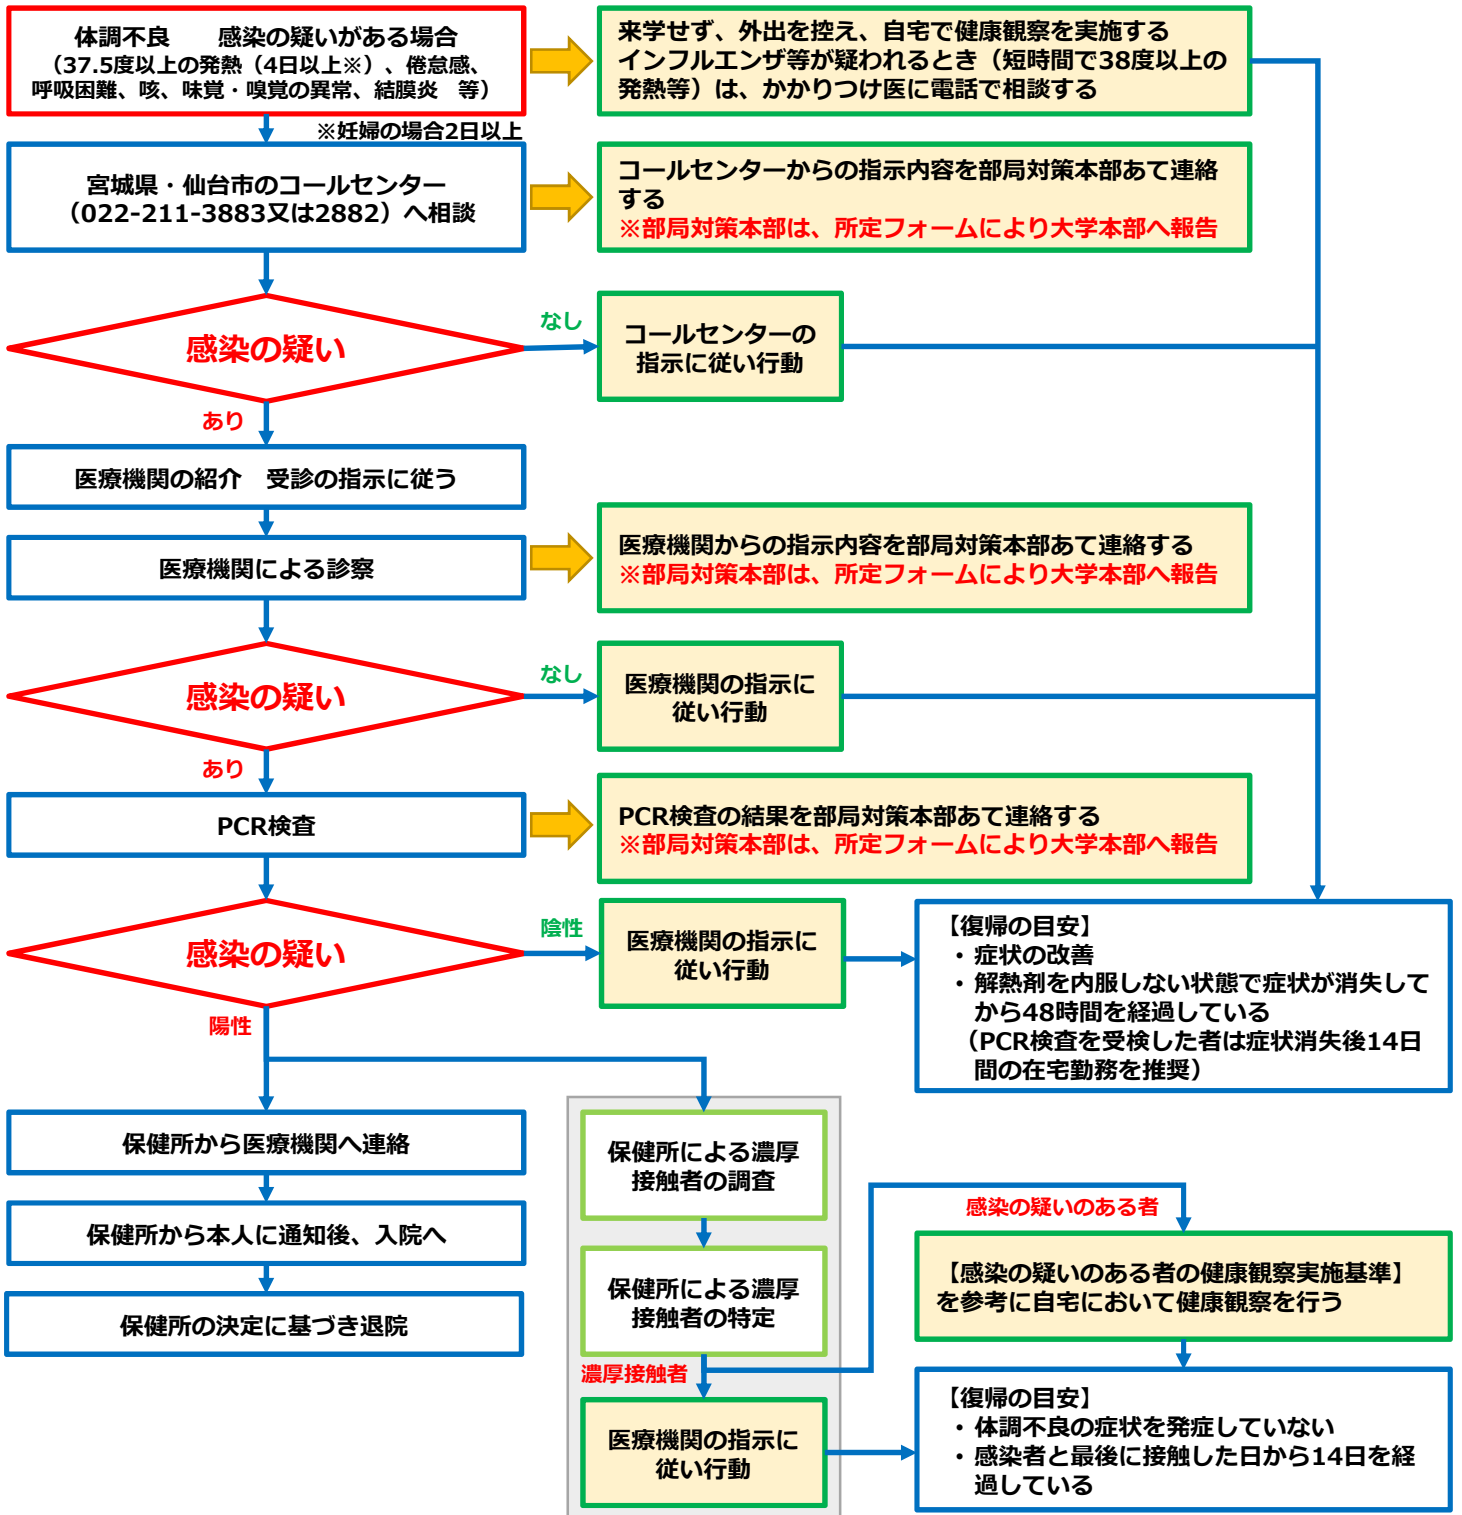 体調不良　　感染の疑いがある場合
（37.5度以上の発熱（4日以上※）、倦怠感、
呼吸困難、咳、味覚・嗅覚の異常、結膜炎　等）
来学せず、外出を控え、自宅で健康観察を実施する
インフルエンザ等が疑われるとき（短時間で38度以上の
発熱等）は、かかりつけ医に電話で相談する
※妊婦の場合2日以上
宮城県・仙台市のコールセンター
（022-211-3883又は2882）へ相談
コールセンターからの指示内容を部局対策本部あて連絡
する
※部局対策本部は、所定フォームにより大学本部へ報告
感染の疑い
なし
コールセンターの
指示に従い行動
あり
医療機関の紹介　受診の指示に従う
医療機関による診察
医療機関からの指示内容を部局対策本部あて連絡する
※部局対策本部は、所定フォームにより大学本部へ報告
感染の疑い
なし
医療機関の指示に
従い行動
あり
PCR検査
PCR検査の結果を部局対策本部あて連絡する
※部局対策本部は、所定フォームにより大学本部へ報告
感染の疑い
陰性
医療機関の指示に
従い行動
【復帰の目安】
・症状の改善
・解熱剤を内服しない状態で症状が消失して
から48時間を経過している
（PCR検査を受検した者は症状消失後14日
間の在宅勤務を推奨）
陽性
保健所から医療機関へ連絡
保健所から本人に通知後、入院へ
保健所の決定に基づき退院
保健所による濃厚
接触者の調査
保健所による濃厚
接触者の特定
濃厚接触者
医療機関の指示に
従い行動
感染の疑いのある者
【感染の疑いのある者の健康観察実施基準】
を参考に自宅において健康観察を行う
【復帰の目安】
・体調不良の症状を発症していない
・感染者と最後に接触した日から14日を経
過している